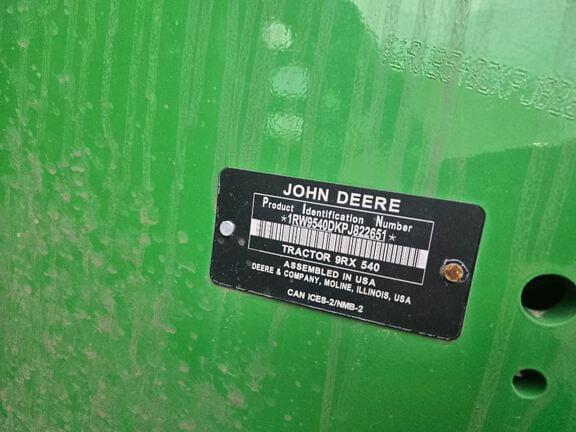 JOHN DEERE
Product Identification Number
*1RW9540DKPJ822651*
TRACTOR 9RX 540
ASSEMBLED IN USA
DEERE & COMPANY, MOLINE, ILLINOIS, USA
CAN ICES-2/NMB-2